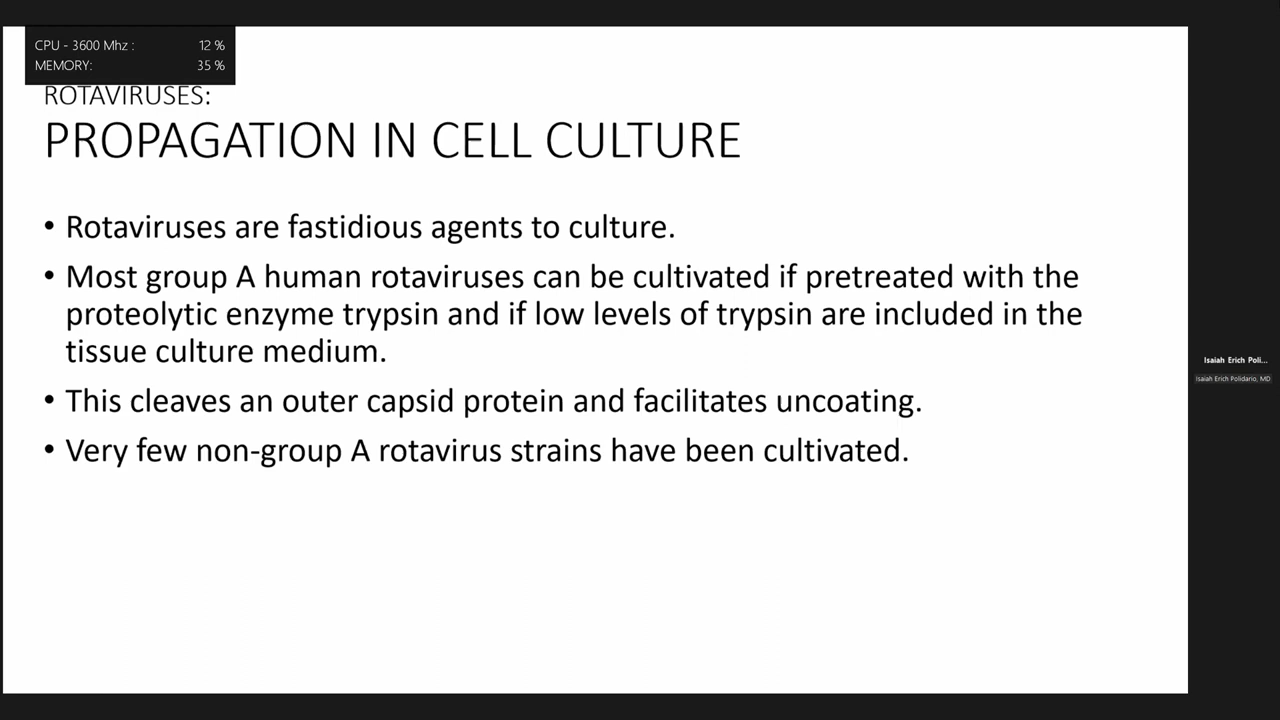 CPU - 3600 Mhz : 12 %
MEMORY: 35 %
ROTAVIRUSES:
PROPAGATION IN CELL CULTURE
• Rotaviruses are fastidious agents to culture.
• Most group A human rotaviruses can be cultivated if pretreated with the
proteolytic enzyme trypsin and if low levels of trypsin are included in the
tissue culture medium.
• This cleaves an outer capsid protein and facilitates uncoating.
• Very few non-group A rotavirus strains have been cultivated.
Isaiah Erich Poli...
Isaiah Erich Polidario, MD